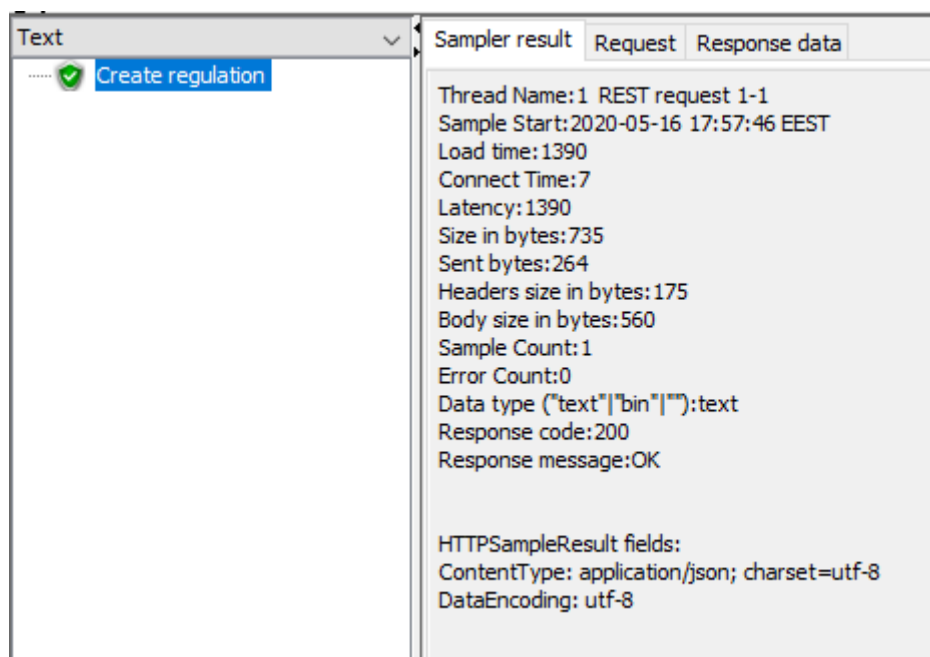 Text
Create regulation
Sampler result
Request
Response data
Thread Name:1 REST request 1-1
Sample Start:2020-05-16 17:57:46 EEST
Load time:1390
Connect Time:7
Latency:1390
Size in bytes:735
Sent bytes:264
Headers size in bytes:175
Body size in bytes:560
Sample Count:1
Error Count:0
Data type ("text"|"bin"|""):text
Response code:200
Response message:OK
HTTPSampleResult fields:
ContentType: application/json; charset=utf-8
DataEncoding: utf-8